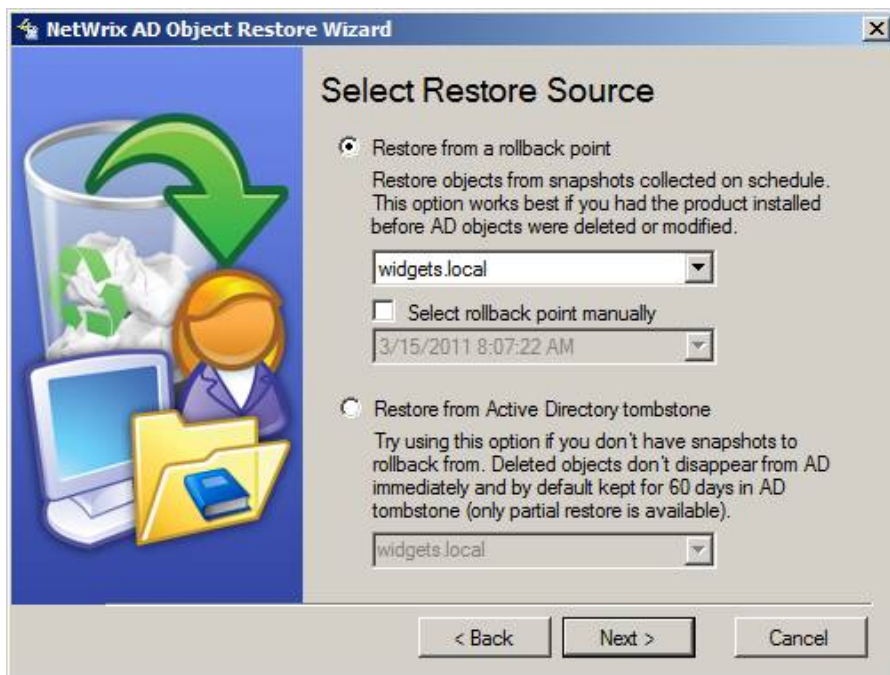 NetWrix AD Object Restore Wizard
Select Restore Source
Restore from a rollback point
Restore objects from snapshots collected on schedule.
This option works best if you had the product installed
before AD objects were deleted or modified.
widgets.local
Select rollback point manually
3/15/2011 8:07:22 AM
Restore from Active Directory tombstone
Try using this option if you don't have snapshots to
rollback from. Deleted objects don't disappear from AD
immediately and by default kept for 60 days in AD
tombstone (only partial restore is available).
widgets.local
< Back
Next >
Cancel